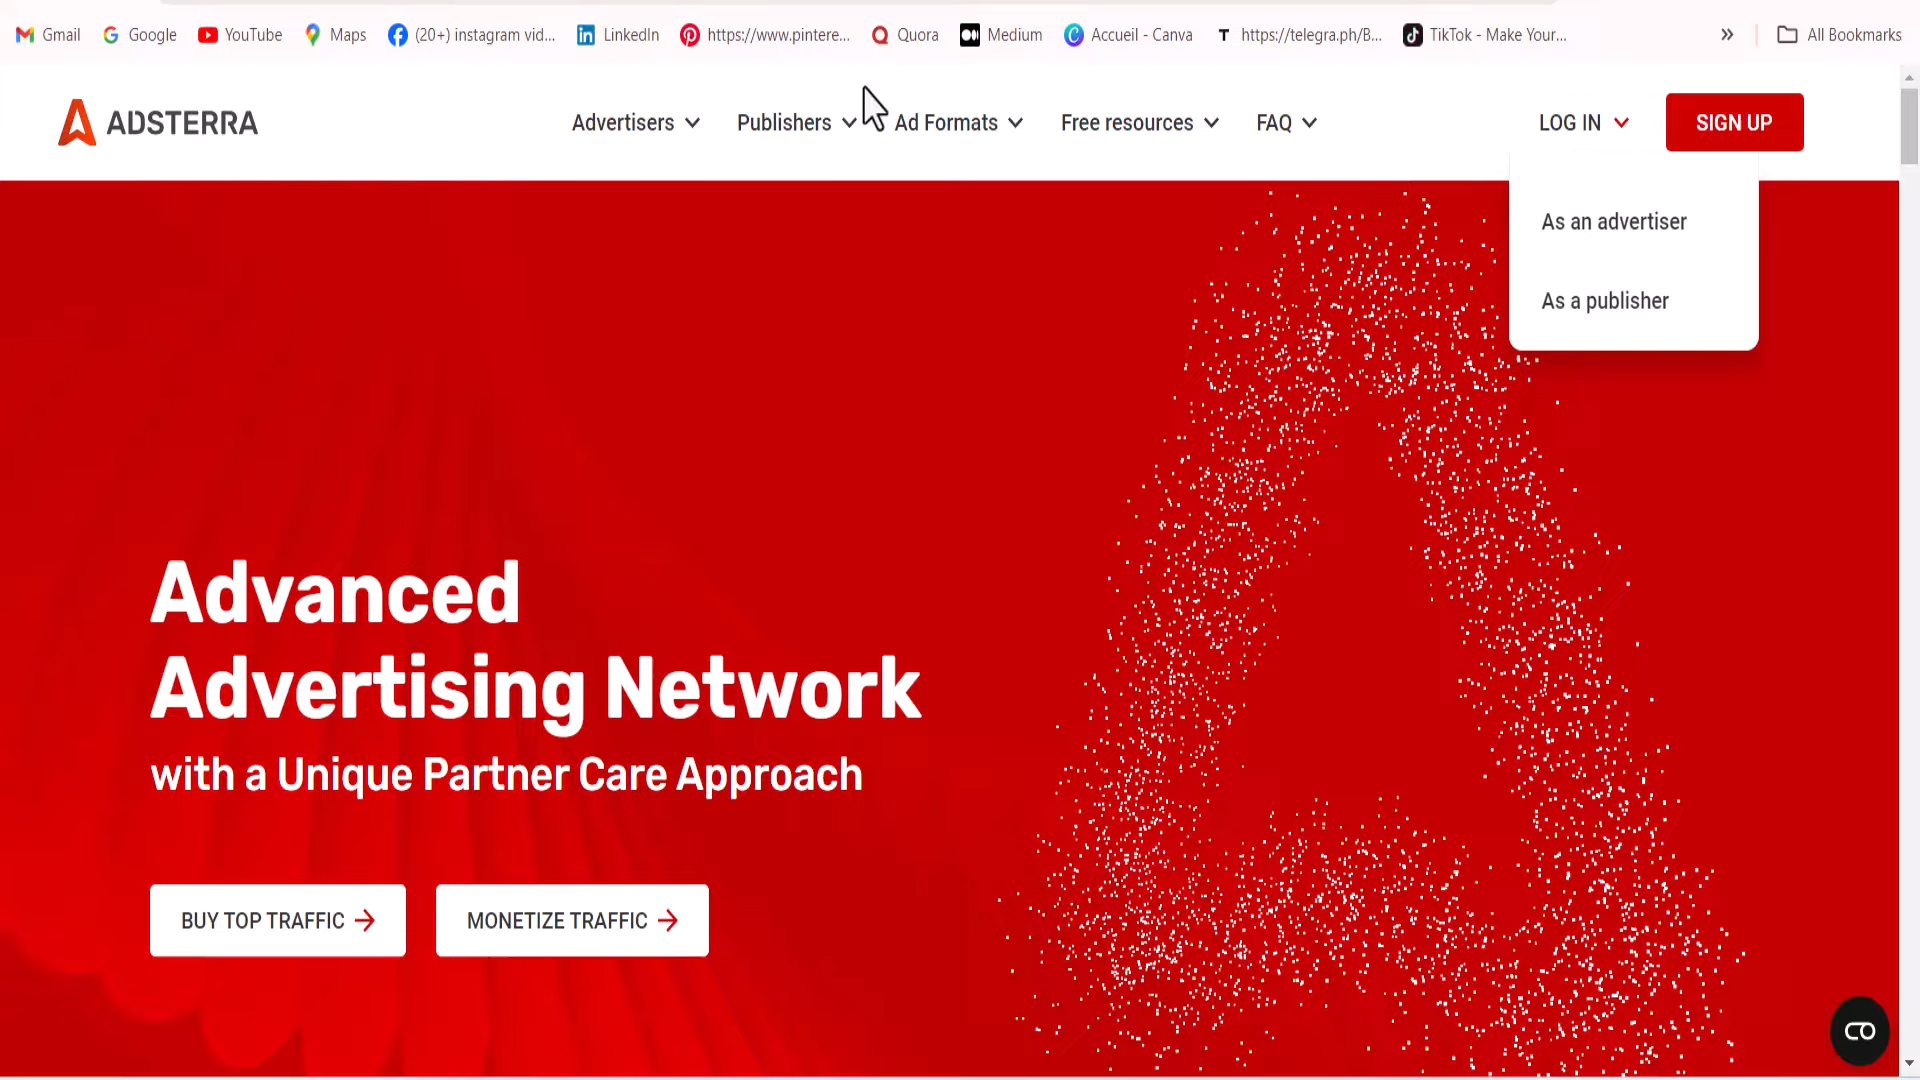 Gmail Google YouTube Maps (20+) instagram vid... LinkedIn https://www.pintere... Quora Medium Accueil - Canva T https://telegra.ph/B... TikTok - Make Your... » All Bookmarks
ADSTERRA Advertisers Publishers Ad Formats Free resources FAQ LOG IN SIGN UP
As an advertiser
As a publisher
Advanced
Advertising Network
with a Unique Partner Care Approach
BUY TOP TRAFFIC → MONETIZE TRAFFIC →